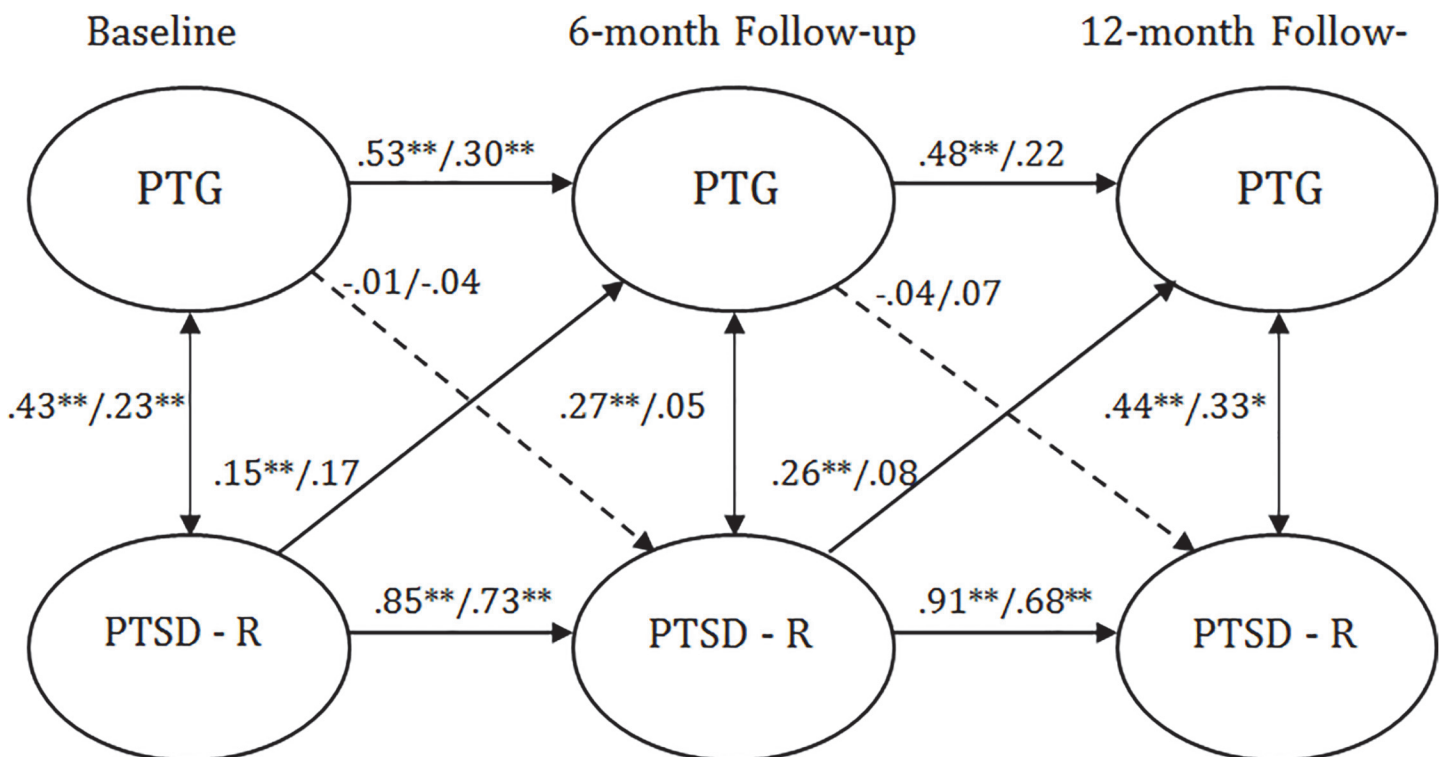 Baseline
6-month Follow-up
12-month Follow-
.53**/.30**
.48**/.22
PTG
PTG
PTG
-.01/-.04
-.04/.07
.43**/.23**
.27**/.05
.44**/.33*
.15**/.17
.26**/.08
.85**/.73**
.91**/.68**
PTSD - R
PTSD - R
PTSD - R